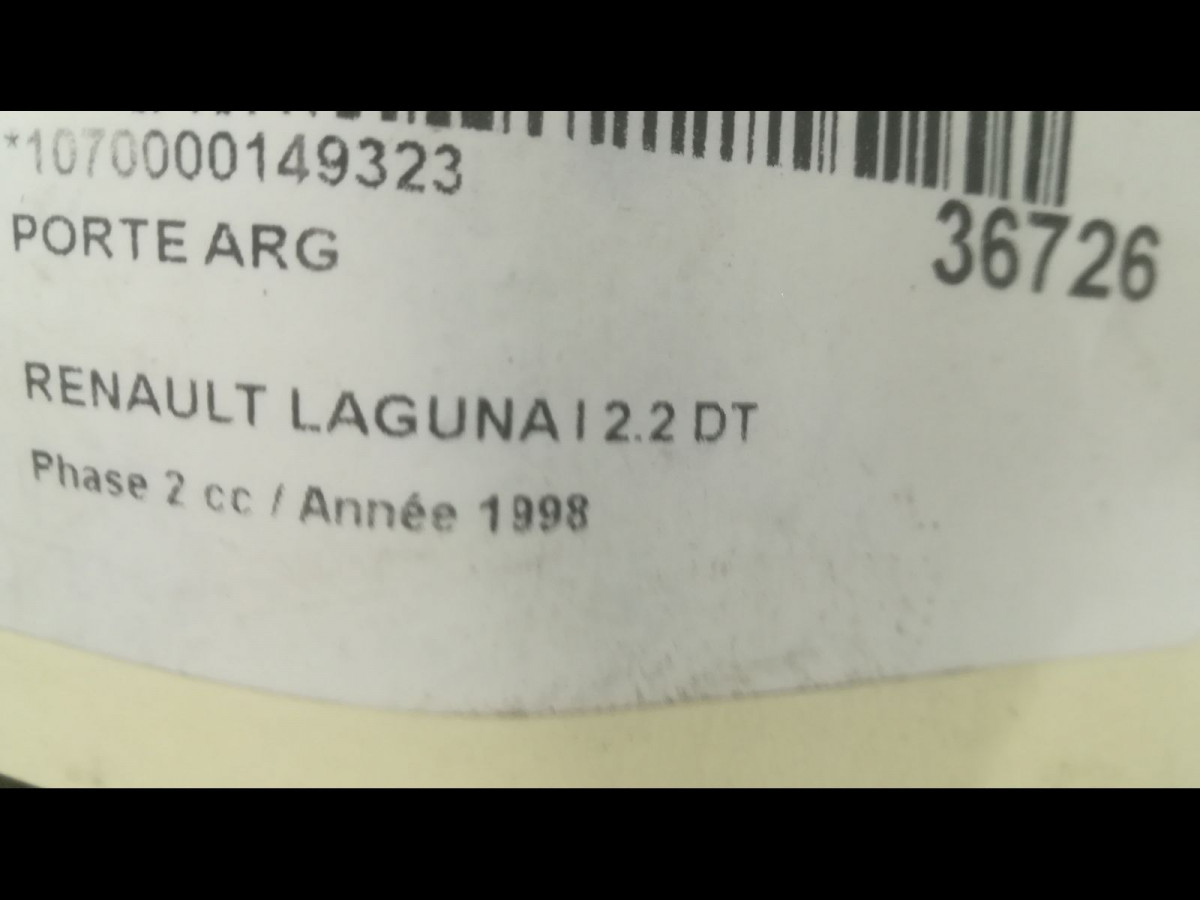 *1070000149323
36726
PORTE ARG
RENAULT LAGUNA I 2.2 DT
Phase 2 cc / Année 1998